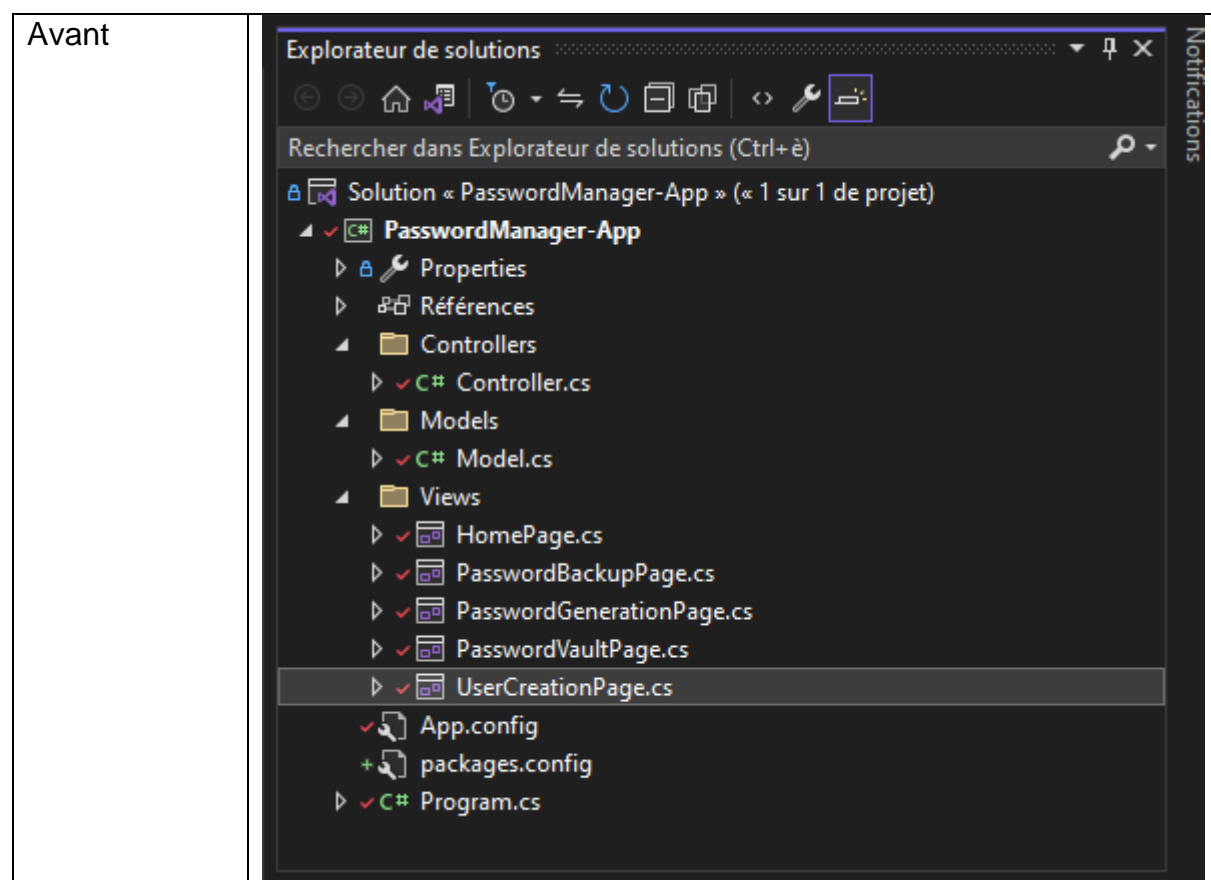 Avant
Explorateur de solutions
Rechercher dans Explorateur de solutions (Ctrl+è)
Solution « PasswordManager-App » (« 1 sur 1 de projet)
C# PasswordManager-App
Properties
Références
Controllers
C# Controller.cs
Models
C# Model.cs
Views
HomePage.cs
PasswordBackupPage.cs
PasswordGenerationPage.cs
PasswordVaultPage.cs
UserCreationPage.cs
App.config
packages.config
C# Program.cs
Notifications